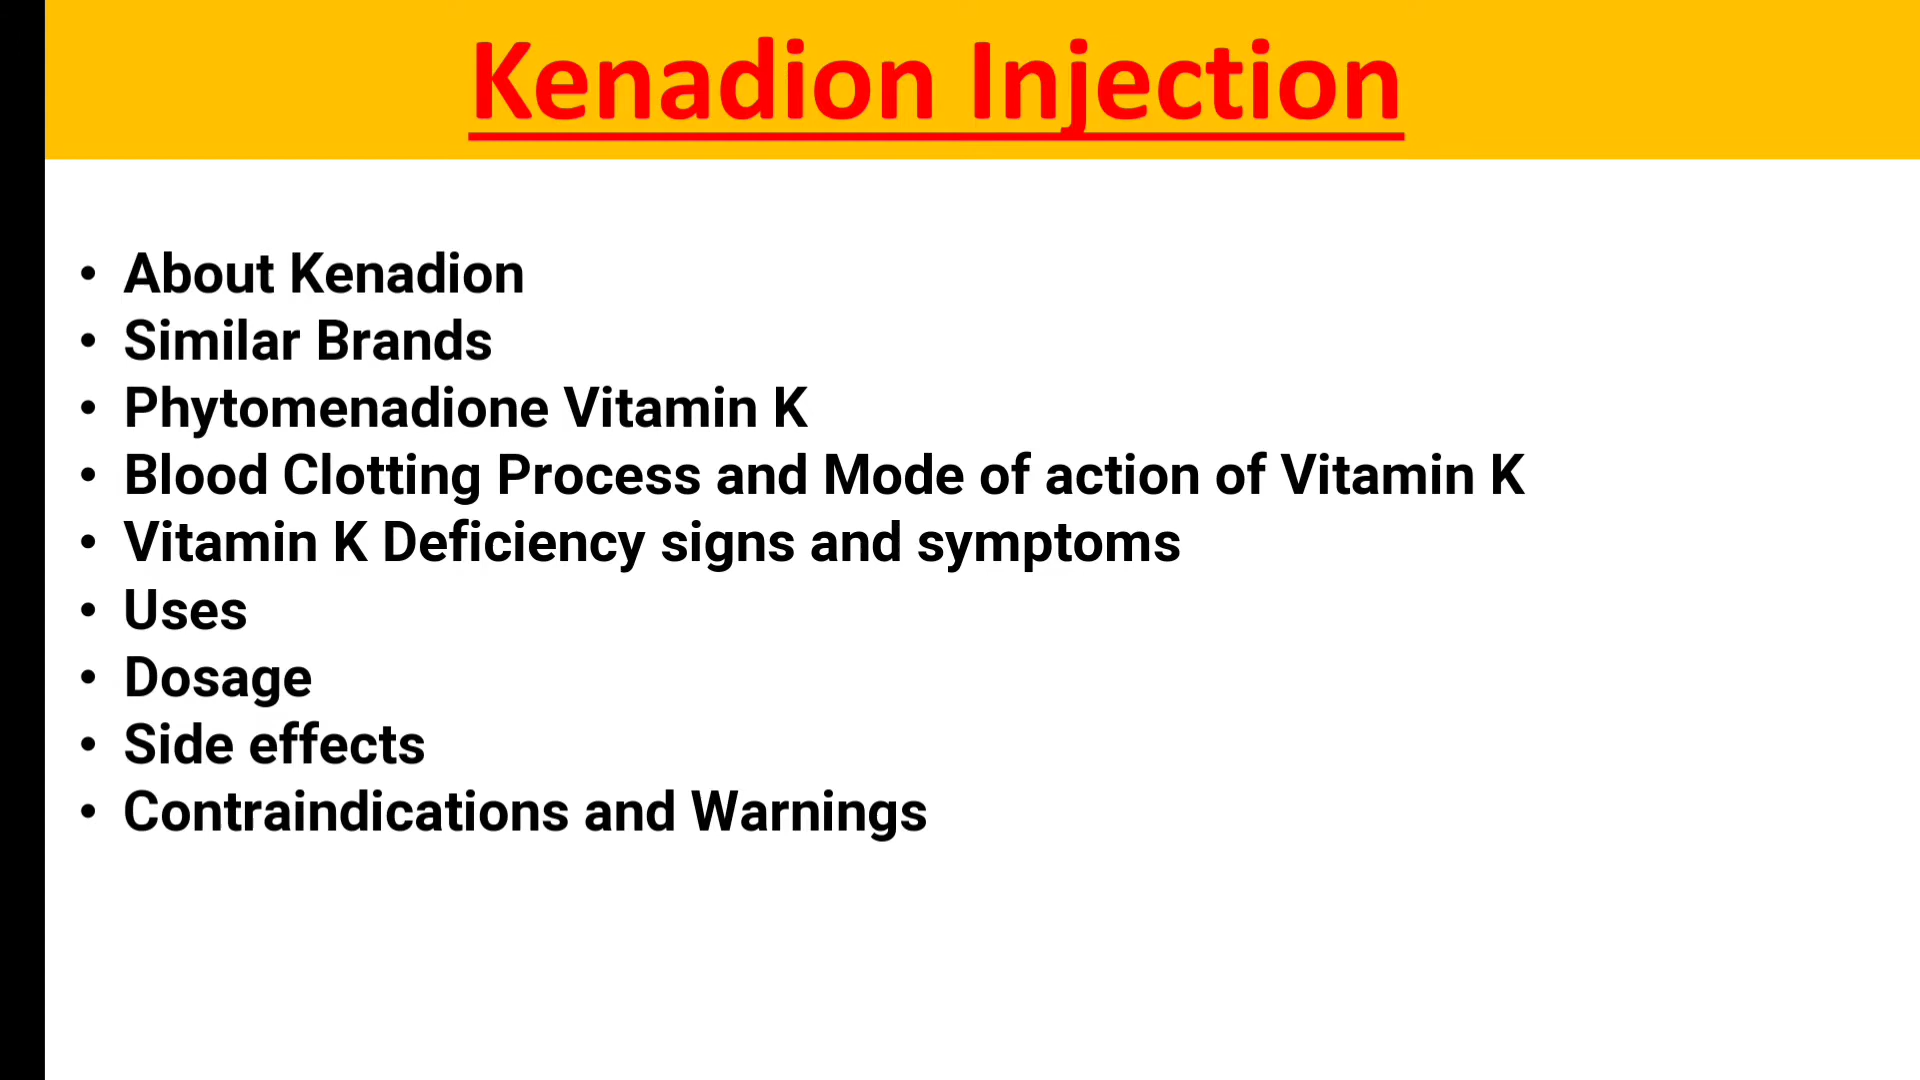 Kenadion Injection
• About Kenadion
• Similar Brands
• Phytomenadione Vitamin K
• Blood Clotting Process and Mode of action of Vitamin K
• Vitamin K Deficiency signs and symptoms
• Uses
• Dosage
• Side effects
• Contraindications and Warnings